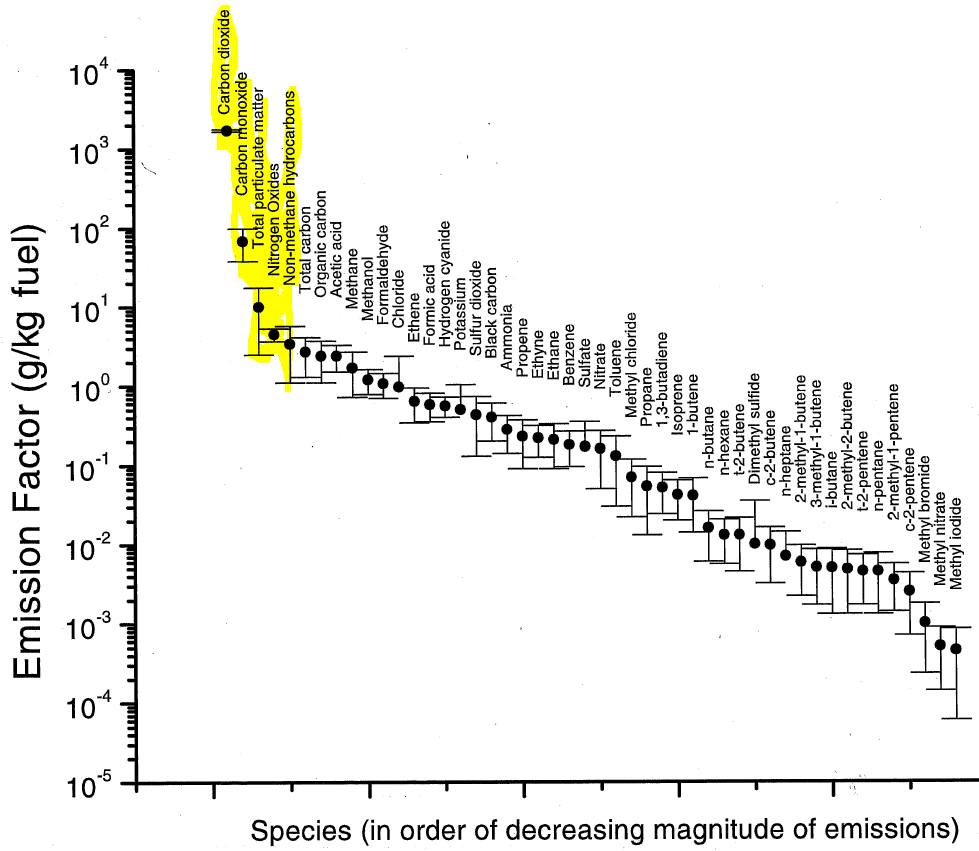 Emission Factor (g/kg fuel)
10^4
10^3
10^2
10^1
10^0
10^-1
10^-2
10^-3
10^-4
10^-5
Carbon dioxide
Carbon monoxide
Total particulate matter
Nitrogen Oxides
Non-methane hydrocarbons
Total carbon
Organic carbon
Acetic acid
Methane
Methanol
Formaldehyde
Chloride
Ethene
Formic acid
Hydrogen cyanide
Potassium
Sulfur dioxide
Black carbon
Ammonia
Propene
Ethyne
Ethane
Benzene
Sulfate
Nitrate
Toluene
Methyl chloride
Propane
1,3-butadiene
Isoprene
1-butene
n-butane
n-hexane
t-2-butene
Dimethyl sulfide
c-2-butene
n-heptane
2-methyl-1-butene
3-methyl-1-butene
i-butane
2-methyl-2-butene
t-2-pentene
n-pentane
2-methyl-1-pentene
c-2-pentene
Methyl bromide
Methyl nitrate
Methyl iodide
Species (in order of decreasing magnitude of emissions)